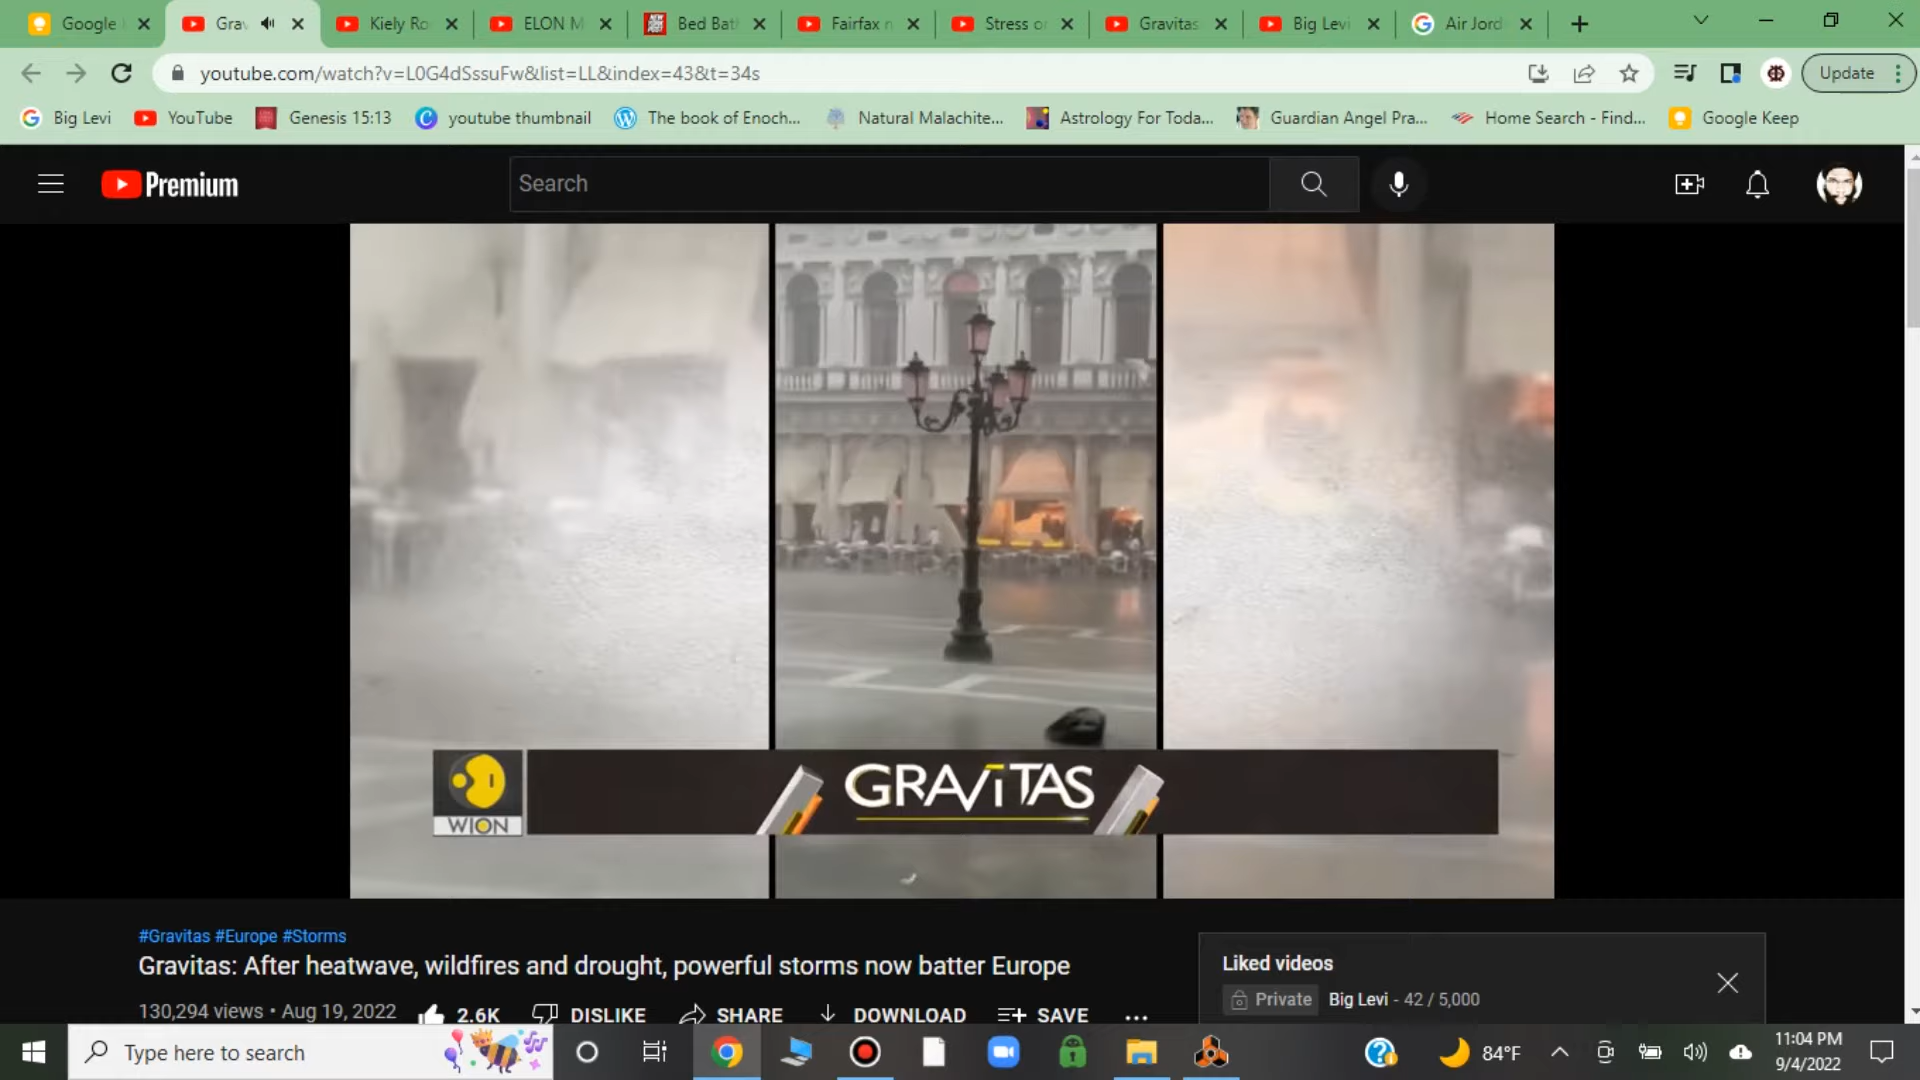 Google
Grav
Kiely Ro
ELON M
Bed Bat
Fairfax n
Stress o
Gravitas
Big Levi
Air Jord
youtube.com/watch?v=L0G4dSssuFw&list=LL&index=43&t=34s
Update
Big Levi
YouTube
Genesis 15:13
youtube thumbnail
The book of Enoch...
Natural Malachite...
Astrology For Toda...
Guardian Angel Pra...
Home Search - Find...
Google Keep
Premium
Search
WION
GRAVITAS
#Gravitas #Europe #Storms
Gravitas: After heatwave, wildfires and drought, powerful storms now batter Europe
130,294 views • Aug 19, 2022
2.6K
DISLIKE
SHARE
DOWNLOAD
SAVE
...
Liked videos
Private
Big Levi - 42 / 5,000
Type here to search
84°F
11:04 PM
9/4/2022